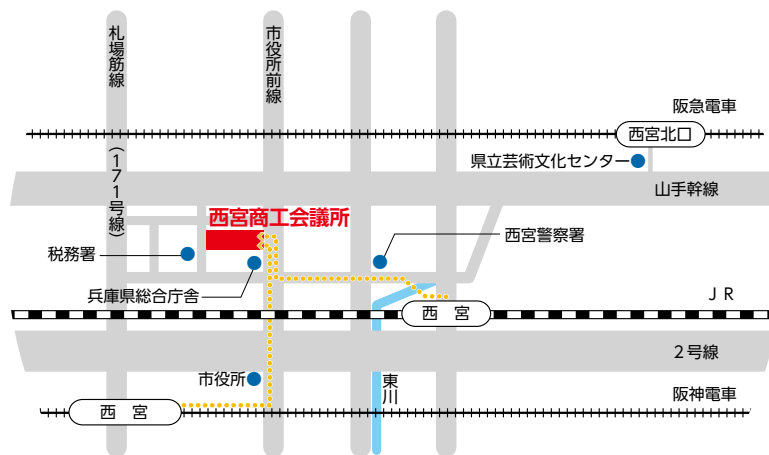 札場筋線
(171号線)
市役所前線
阪急電車
西宮北口
県立芸術文化センター
山手幹線
西宮商工会議所
西宮警察署
税務署
兵庫県総合庁舎
JR
西宮
2号線
市役所
東川
阪神電車
西宮